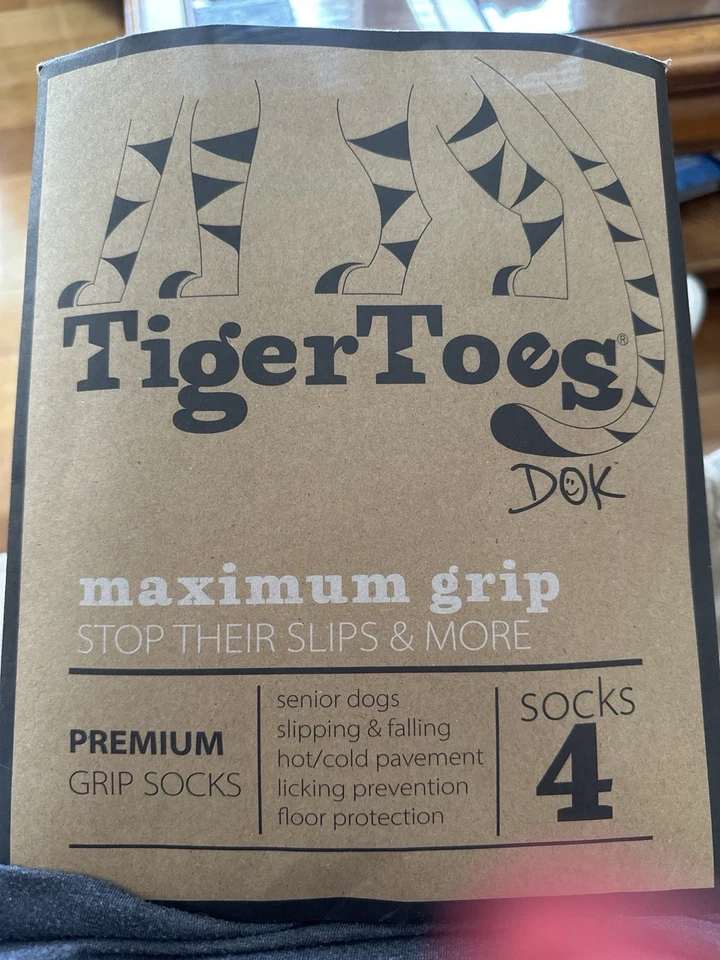 TigerToes®
DOK™
maximum grip
STOP THEIR SLIPS & MORE
PREMIUM
GRIP SOCKS
senior dogs
slipping & falling
hot/cold pavement
licking prevention
floor protection
socks
4